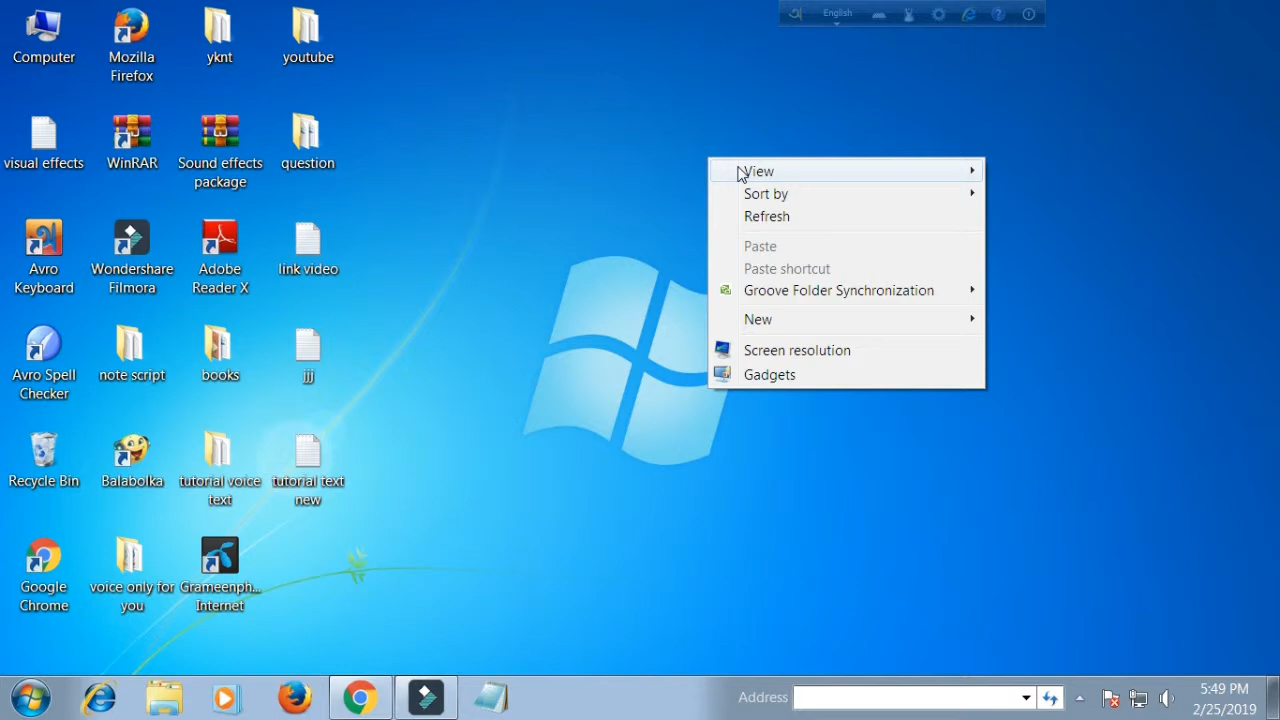 অ English
Computer
Mozilla
Firefox
yknt
youtube
visual effects
WinRAR
Sound effects
package
question
Avro
Keyboard
Wondershare
Filmora
Adobe
Reader X
link video
Avro Spell
Checker
note script
books
jjj
Recycle Bin
Balabolka
tutorial voice
text
tutorial text
new
Google
Chrome
voice only for
you
Grameenph...
Internet
View
Sort by
Refresh
Paste
Paste shortcut
Groove Folder Synchronization
New
Screen resolution
Gadgets
Address
5:49 PM
2/25/2019